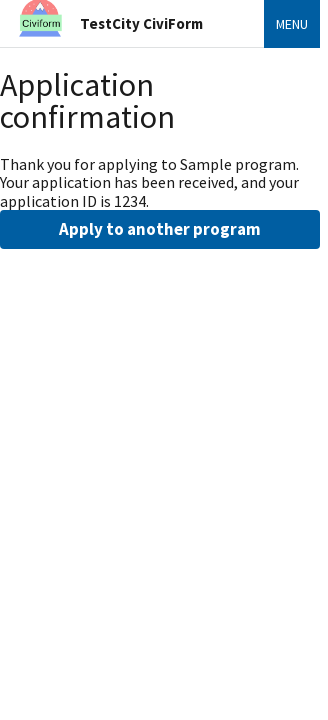 Civiform
TestCity CiviForm
MENU
Application
confirmation
Thank you for applying to Sample program.
Your application has been received, and your
application ID is 1234.
Apply to another program